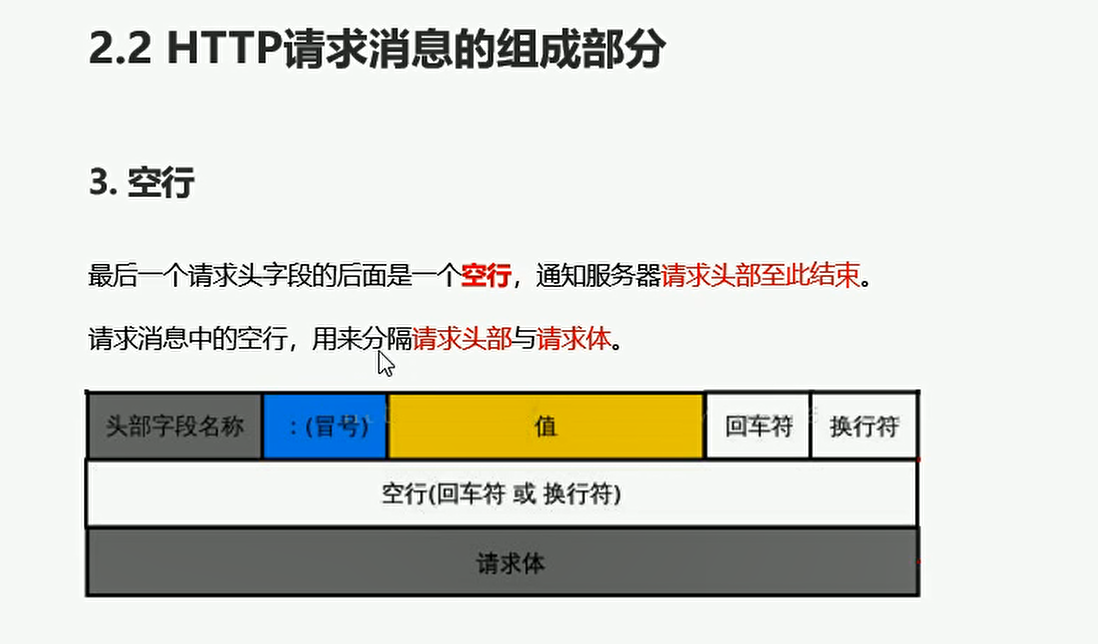 2.2 HTTP请求消息的组成部分
3. 空行
最后一个请求头字段的后面是一个空行，通知服务器请求头部至此结束。
请求消息中的空行，用来分隔请求头部与请求体。
头部字段名称 : (冒号) 值 回车符 换行符
空行(回车符 或 换行符)
请求体